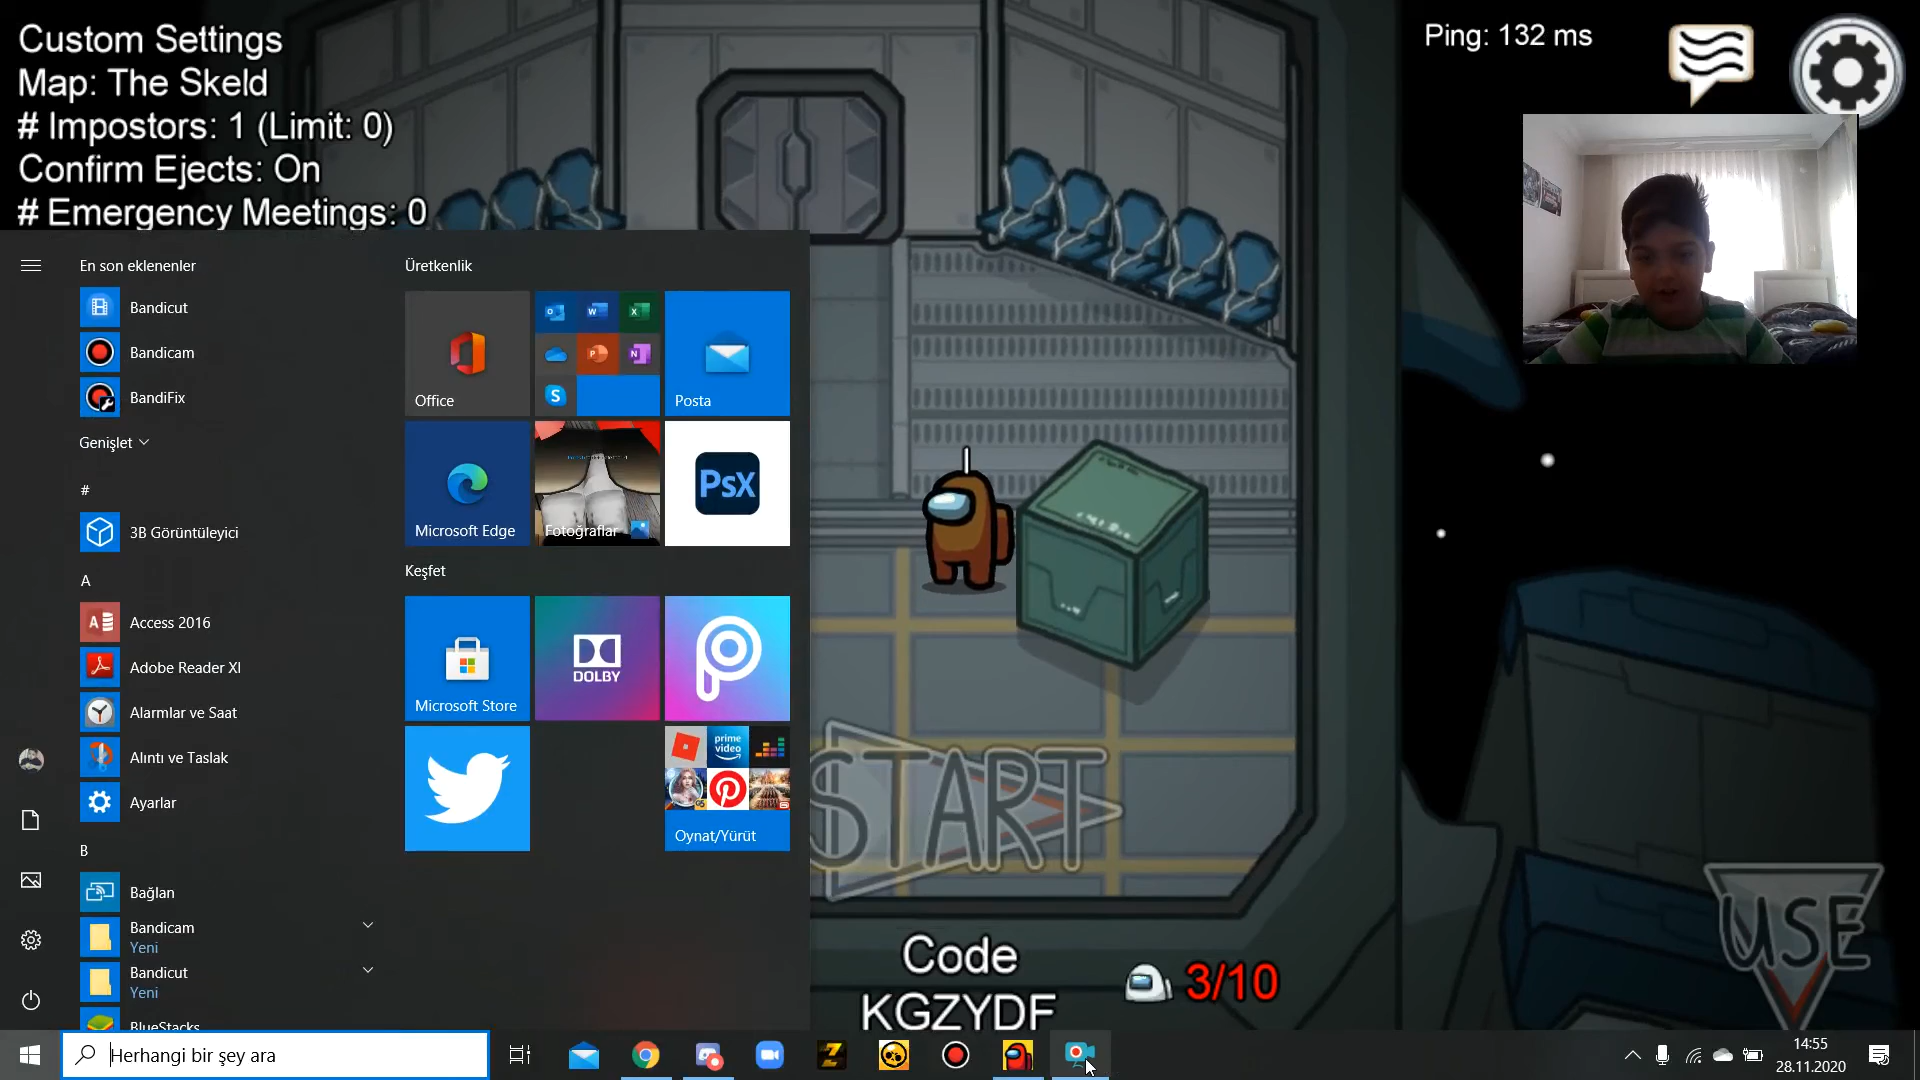 Custom Settings
Map: The Skeld
# Impostors: 1 (Limit: 0)
Confirm Ejects: On
# Emergency Meetings: 0
Ping: 132 ms
En son eklenenler
Bandicut
Bandicam
BandiFix
Genişlet
#
3B Görüntüleyici
A
Access 2016
Adobe Reader XI
Alarmlar ve Saat
Alıntı ve Taslak
Ayarlar
B
Bağlan
Bandicam
Yeni
Bandicut
Yeni
BlueStacks
Üretkenlik
Office
Posta
Microsoft Edge
Fotoğraflar
PsX
Keşfet
Microsoft Store
DOLBY
prime video
Oynat/Yürüt
START
USE
Code
KGZYDF
3/10
Herhangi bir şey ara
14:55
28.11.2020